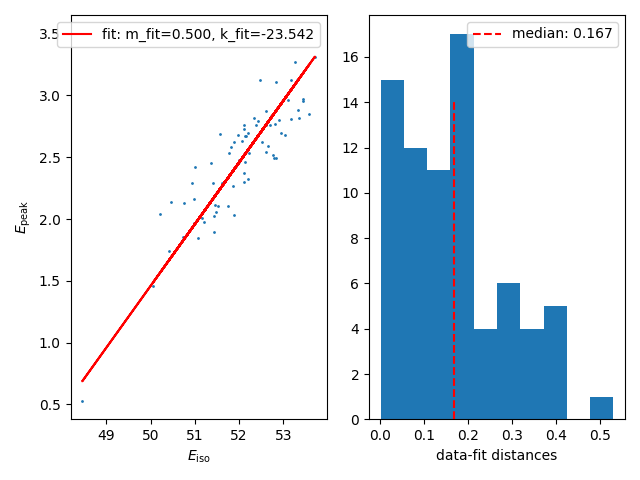 fit: m_fit=0.500, k_fit=-23.542
3.5
3.0
2.5
2.0
1.5
1.0
0.5
E_peak
49 50 51 52 53
E_iso
median: 0.167
16
14
12
10
8
6
4
2
0
0.0 0.1 0.2 0.3 0.4 0.5
data-fit distances